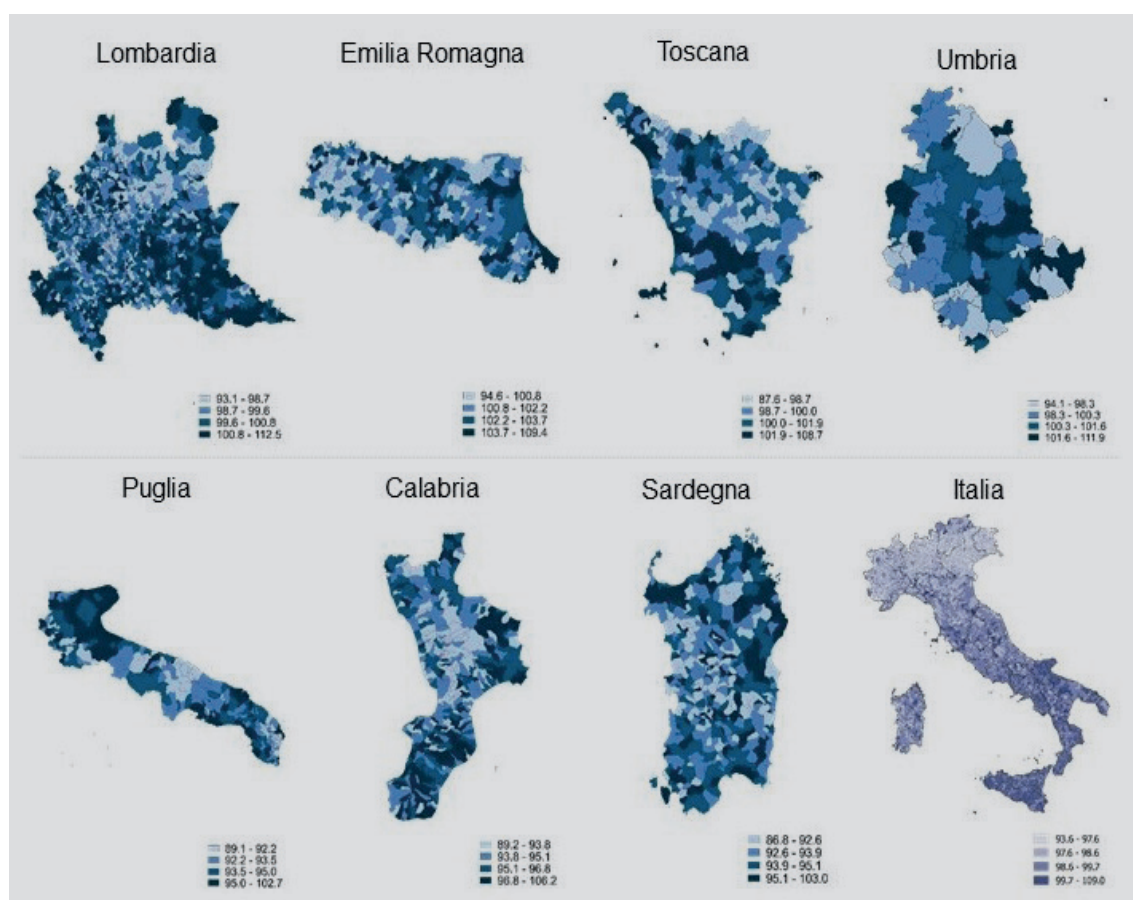 Lombardia
Emilia Romagna
Toscana
Umbria
93.1 - 98.7
98.7 - 99.6
99.6 - 100.8
100.8 - 112.5
94.6 - 100.8
100.8 - 102.2
102.2 - 103.7
103.7 - 109.4
87.6 - 98.7
98.7 - 100.0
100.0 - 101.9
101.9 - 108.7
94.1 - 98.3
98.3 - 100.3
100.3 - 101.6
101.6 - 111.9
Puglia
Calabria
Sardegna
Italia
89.1 - 92.2
92.2 - 93.5
93.5 - 95.0
95.0 - 102.7
89.2 - 93.8
93.8 - 95.1
95.1 - 96.8
96.8 - 106.2
86.8 - 92.6
92.6 - 93.9
93.9 - 95.1
95.1 - 103.0
93.6 - 97.6
97.6 - 98.6
98.6 - 99.7
99.7 - 109.0